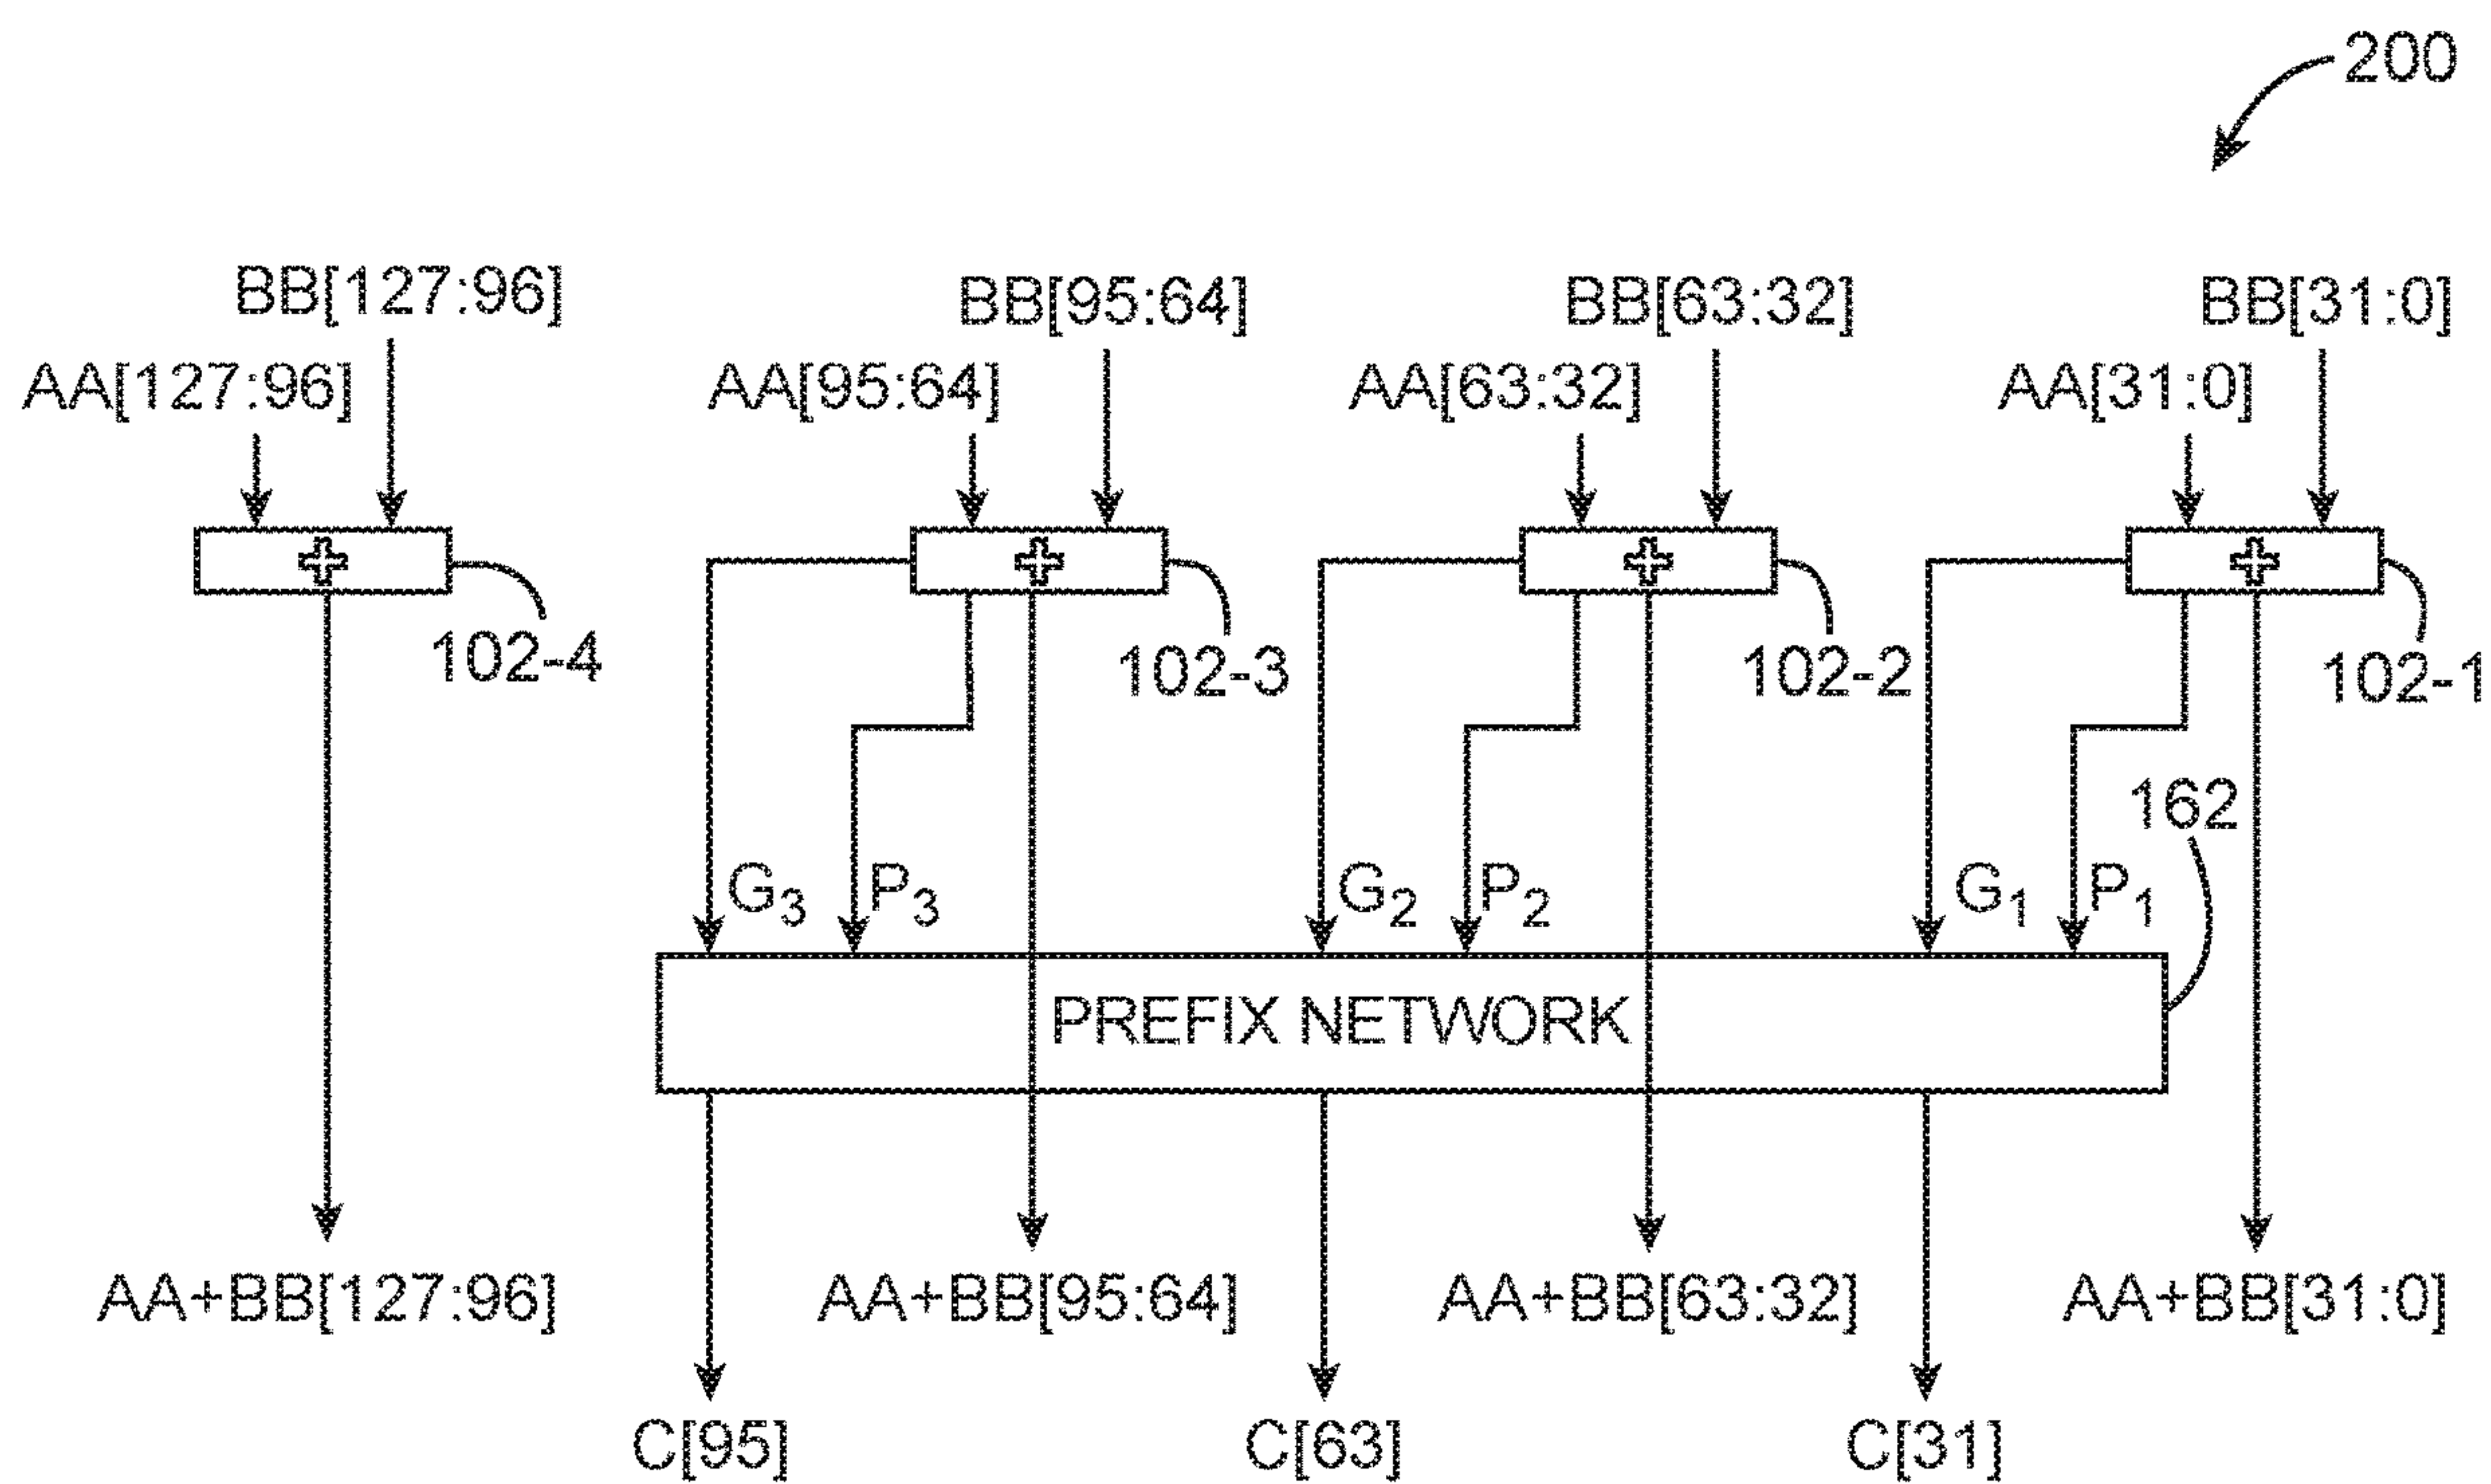 200
BB[127:96] BB[95:64] BB[63:32] BB[31:0]
AA[127:96] AA[95:64] AA[63:32] AA[31:0]
102-4 102-3 102-2 102-1
162
G3 P3 G2 P2 G1 P1
PREFIX NETWORK
AA+BB[127:96] AA+BB[95:64] AA+BB[63:32] AA+BB[31:0]
C[95] C[63] C[31]